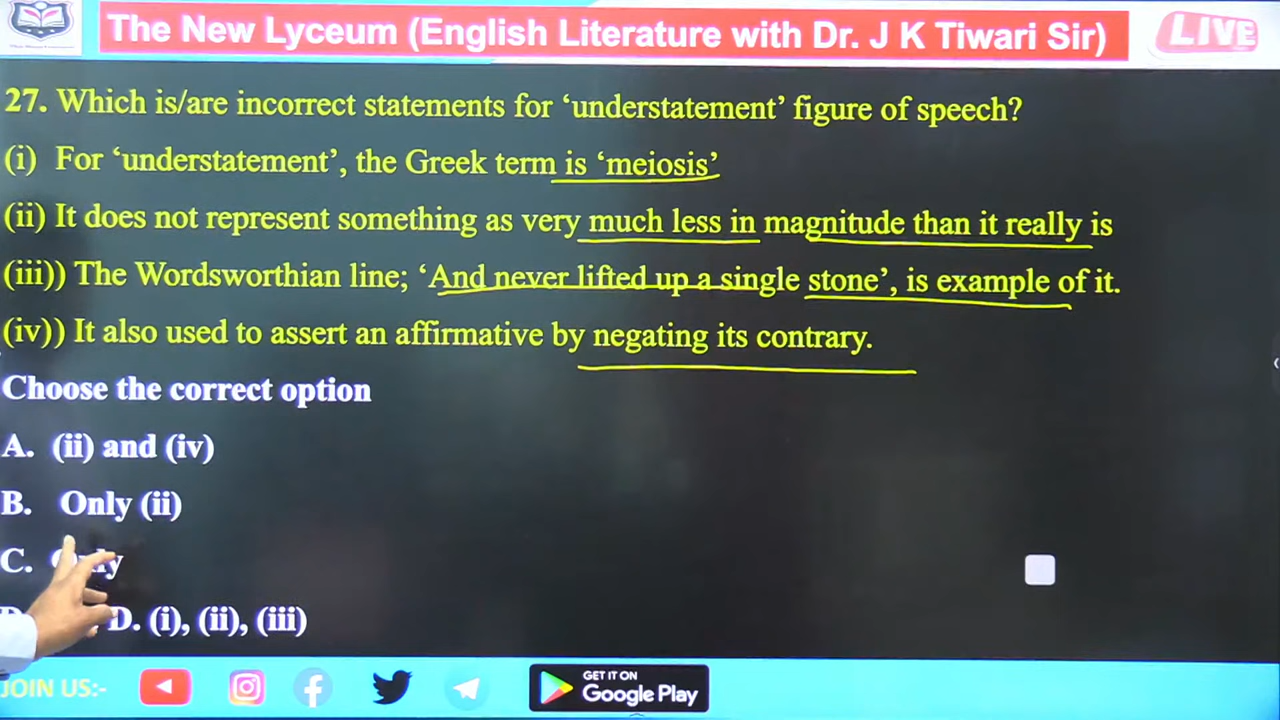 The New Lyceum (English Literature with Dr. J K Tiwari Sir)
LIVE
27. Which is/are incorrect statements for ‘understatement’ figure of speech?
(i) For ‘understatement’, the Greek term is ‘meiosis’
(ii) It does not represent something as very much less in magnitude than it really is
(iii)) The Wordsworthian line; ‘And never lifted up a single stone’, is example of it.
(iv)) It also used to assert an affirmative by negating its contrary.
Choose the correct option
A. (ii) and (iv)
B. Only (ii)
C. Only
D. (i), (ii), (iii)
JOIN US:-
GET IT ON
Google Play